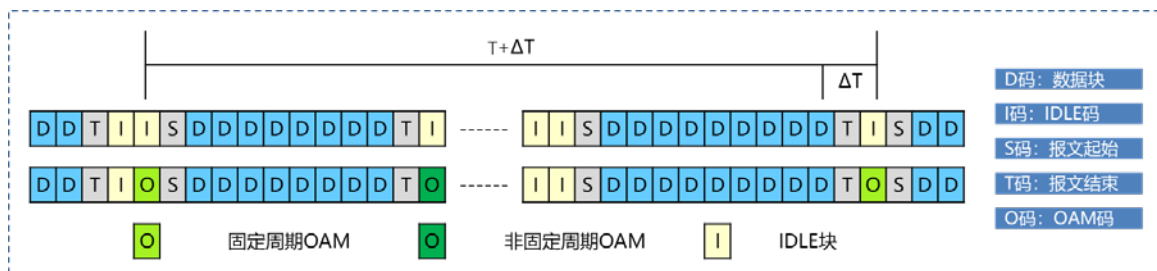 T+ΔT
ΔT
D D T I I S D D D D D D D D T I ------ I I S D D D D D D D D D T I S D D
D D T I O S D D D D D D D D T O ------ I I S D D D D D D D D D T O S D D
O 固定周期OAM O 非固定周期OAM I IDLE块
D码：数据块
I码：IDLE码
S码：报文起始
T码：报文结束
O码：OAM码